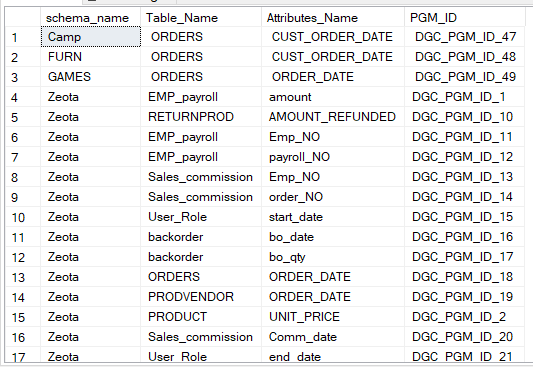 schema_name Table_Name Attributes_Name PGM_ID
1 Camp ORDERS CUST_ORDER_DATE DGC_PGM_ID_47
2 FURN ORDERS CUST_ORDER_DATE DGC_PGM_ID_48
3 GAMES ORDERS ORDER_DATE DGC_PGM_ID_49
4 Zeota EMP_payroll amount DGC_PGM_ID_1
5 Zeota RETURNPROD AMOUNT_REFUNDED DGC_PGM_ID_10
6 Zeota EMP_payroll Emp_NO DGC_PGM_ID_11
7 Zeota EMP_payroll payroll_NO DGC_PGM_ID_12
8 Zeota Sales_commission Emp_NO DGC_PGM_ID_13
9 Zeota Sales_commission order_NO DGC_PGM_ID_14
10 Zeota User_Role start_date DGC_PGM_ID_15
11 Zeota backorder bo_date DGC_PGM_ID_16
12 Zeota backorder bo_qty DGC_PGM_ID_17
13 Zeota ORDERS ORDER_DATE DGC_PGM_ID_18
14 Zeota PRODVENDOR ORDER_DATE DGC_PGM_ID_19
15 Zeota PRODUCT UNIT_PRICE DGC_PGM_ID_2
16 Zeota Sales_commission Comm_date DGC_PGM_ID_20
17 Zeota User_Role end_date DGC_PGM_ID_21